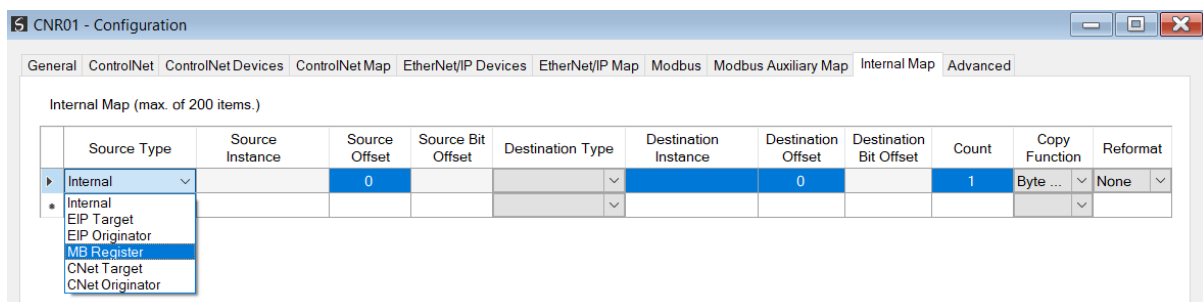 CNR01 - Configuration
General ControlNet ControlNet Devices ControlNet Map EtherNet/IP Devices EtherNet/IP Map Modbus Modbus Auxiliary Map Internal Map Advanced
Internal Map (max. of 200 items.)
Source Type Source Instance Source Offset Source Bit Offset Destination Type Destination Instance Destination Offset Destination Bit Offset Count Copy Function Reformat
Internal 0 0 1 Byte ... None
Internal
EIP Target
EIP Originator
MB Register
CNet Target
CNet Originator